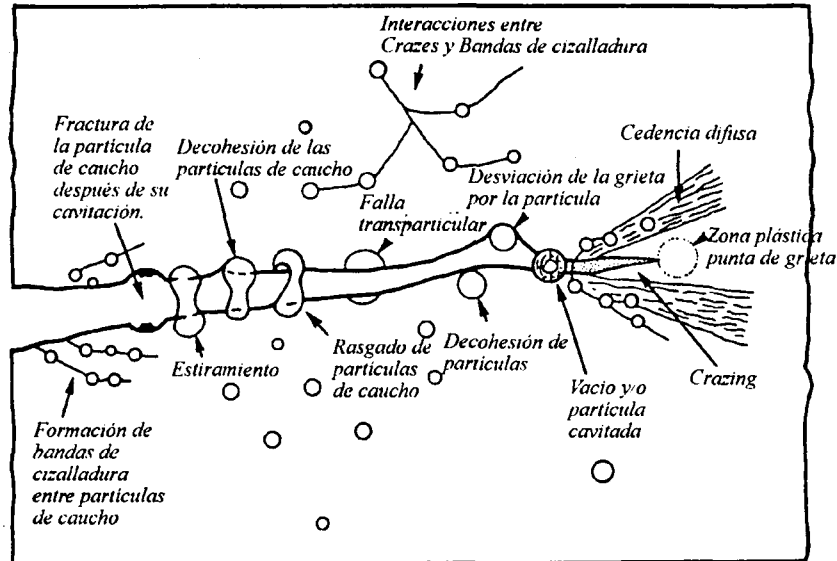 Interacciones entre
Crazes y Bandas de cizalladura
Fractura de
la partícula
de caucho
después de su
cavitación.
Decohesión de las
partículas de caucho
Falla
transparticular
Desviación de la grieta
por la partícula
Cedencia difusa
Zona plástica
punta de grieta
Estiramiento
Rasgado de
partículas
de caucho
Decohesión de
partículas
Vacio y/o
partícula
cavitada
Crazing
Formación de
bandas de
cizalladura
entre partículas
de caucho